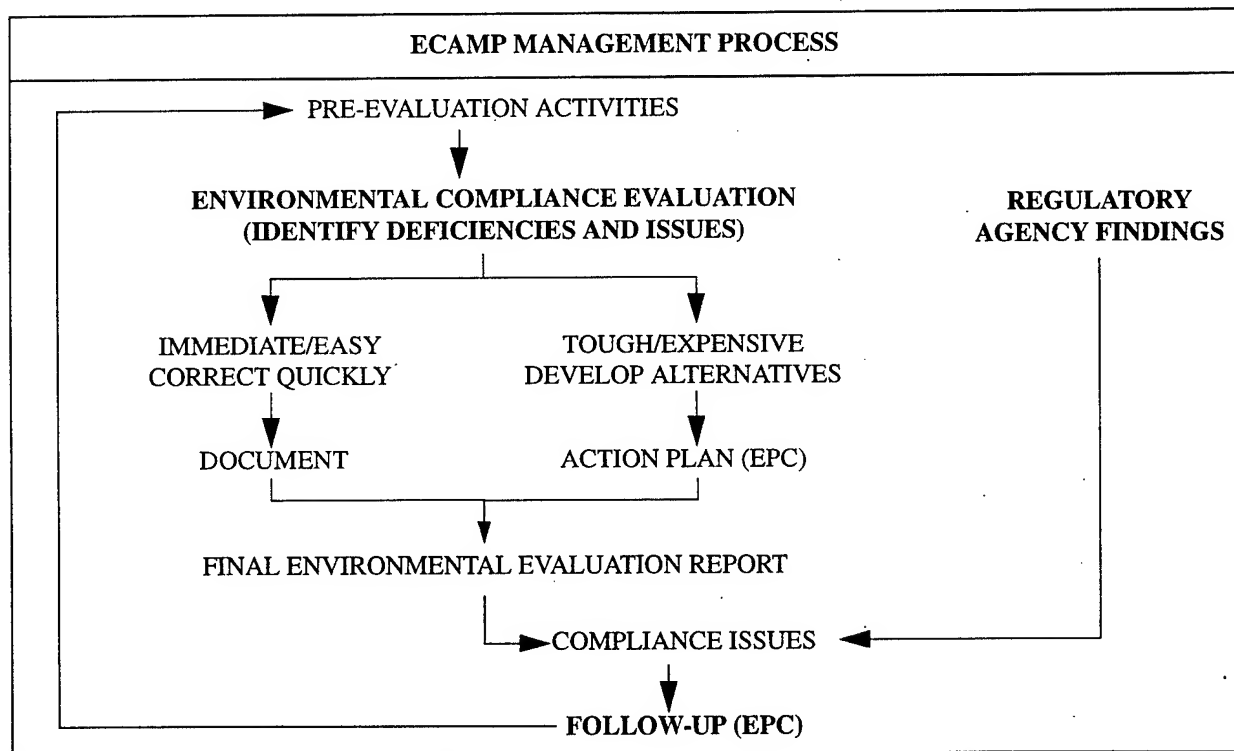 ECAMP MANAGEMENT PROCESS
PRE-EVALUATION ACTIVITIES
ENVIRONMENTAL COMPLIANCE EVALUATION
(IDENTIFY DEFICIENCIES AND ISSUES)
REGULATORY
AGENCY FINDINGS
IMMEDIATE/EASY
CORRECT QUICKLY
TOUGH/EXPENSIVE
DEVELOP ALTERNATIVES
DOCUMENT
ACTION PLAN (EPC)
FINAL ENVIRONMENTAL EVALUATION REPORT
COMPLIANCE ISSUES
FOLLOW-UP (EPC)